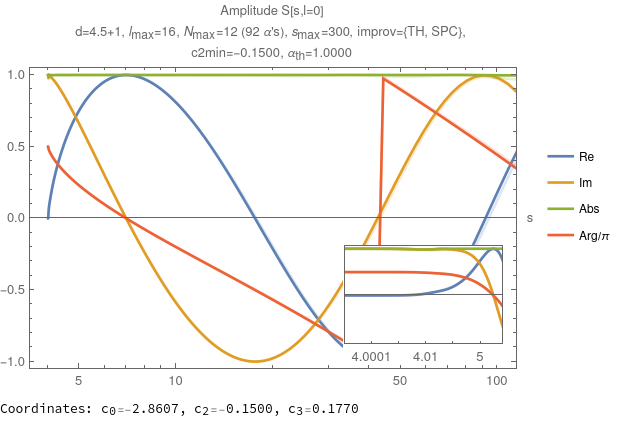 Amplitude S[s,l=0]
d=4.5+1, lmax=16, Nmax=12 (92 α's), smax=300, improv={TH, SPC},
c2min=−0.1500, αth=1.0000
1.0
0.5
0.0
−0.5
−1.0
5
10
50
100
s
4.0001
4.01
5
Re
Im
Abs
Arg/π
Coordinates: c0=-2.8607, c2=-0.1500, c3=0.1770